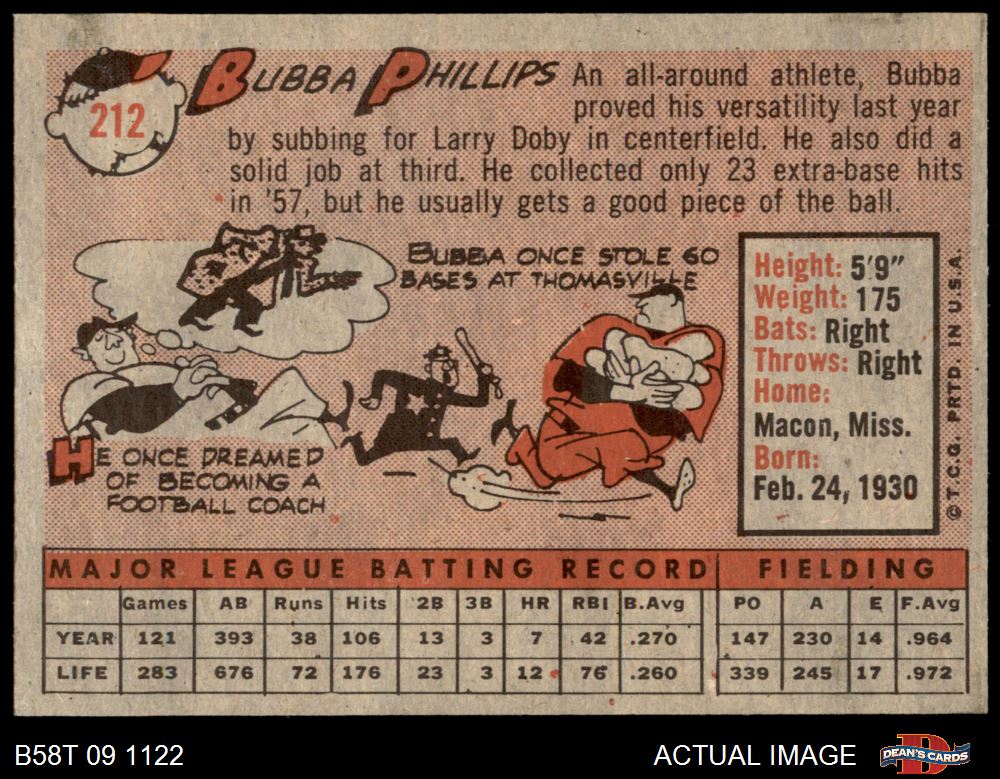 212
BUBBA PHILLIPS An all-around athlete, Bubba
proved his versatility last year
by subbing for Larry Doby in centerfield. He also did a
solid job at third. He collected only 23 extra-base hits
in '57, but he usually gets a good piece of the ball.
BUBBA ONCE STOLE 60
BASES AT THOMASVILLE
HE ONCE DREAMED
OF BECOMING A
FOOTBALL COACH
Height: 5'9"
Weight: 175
Bats: Right
Throws: Right
Home:
Macon, Miss.
Born:
Feb. 24, 1930
©T.C.G. PRTD. IN U.S.A.
MAJOR LEAGUE BATTING RECORD FIELDING
Games AB Runs Hits 2B 3B HR RBI B.Avg PO A E F.Avg
YEAR 121 393 38 106 13 3 7 42 .270 147 230 14 .964
LIFE 283 676 72 176 23 3 12 76 .260 339 245 17 .972
B58T 09 1122 ACTUAL IMAGE DEAN'S CARDS